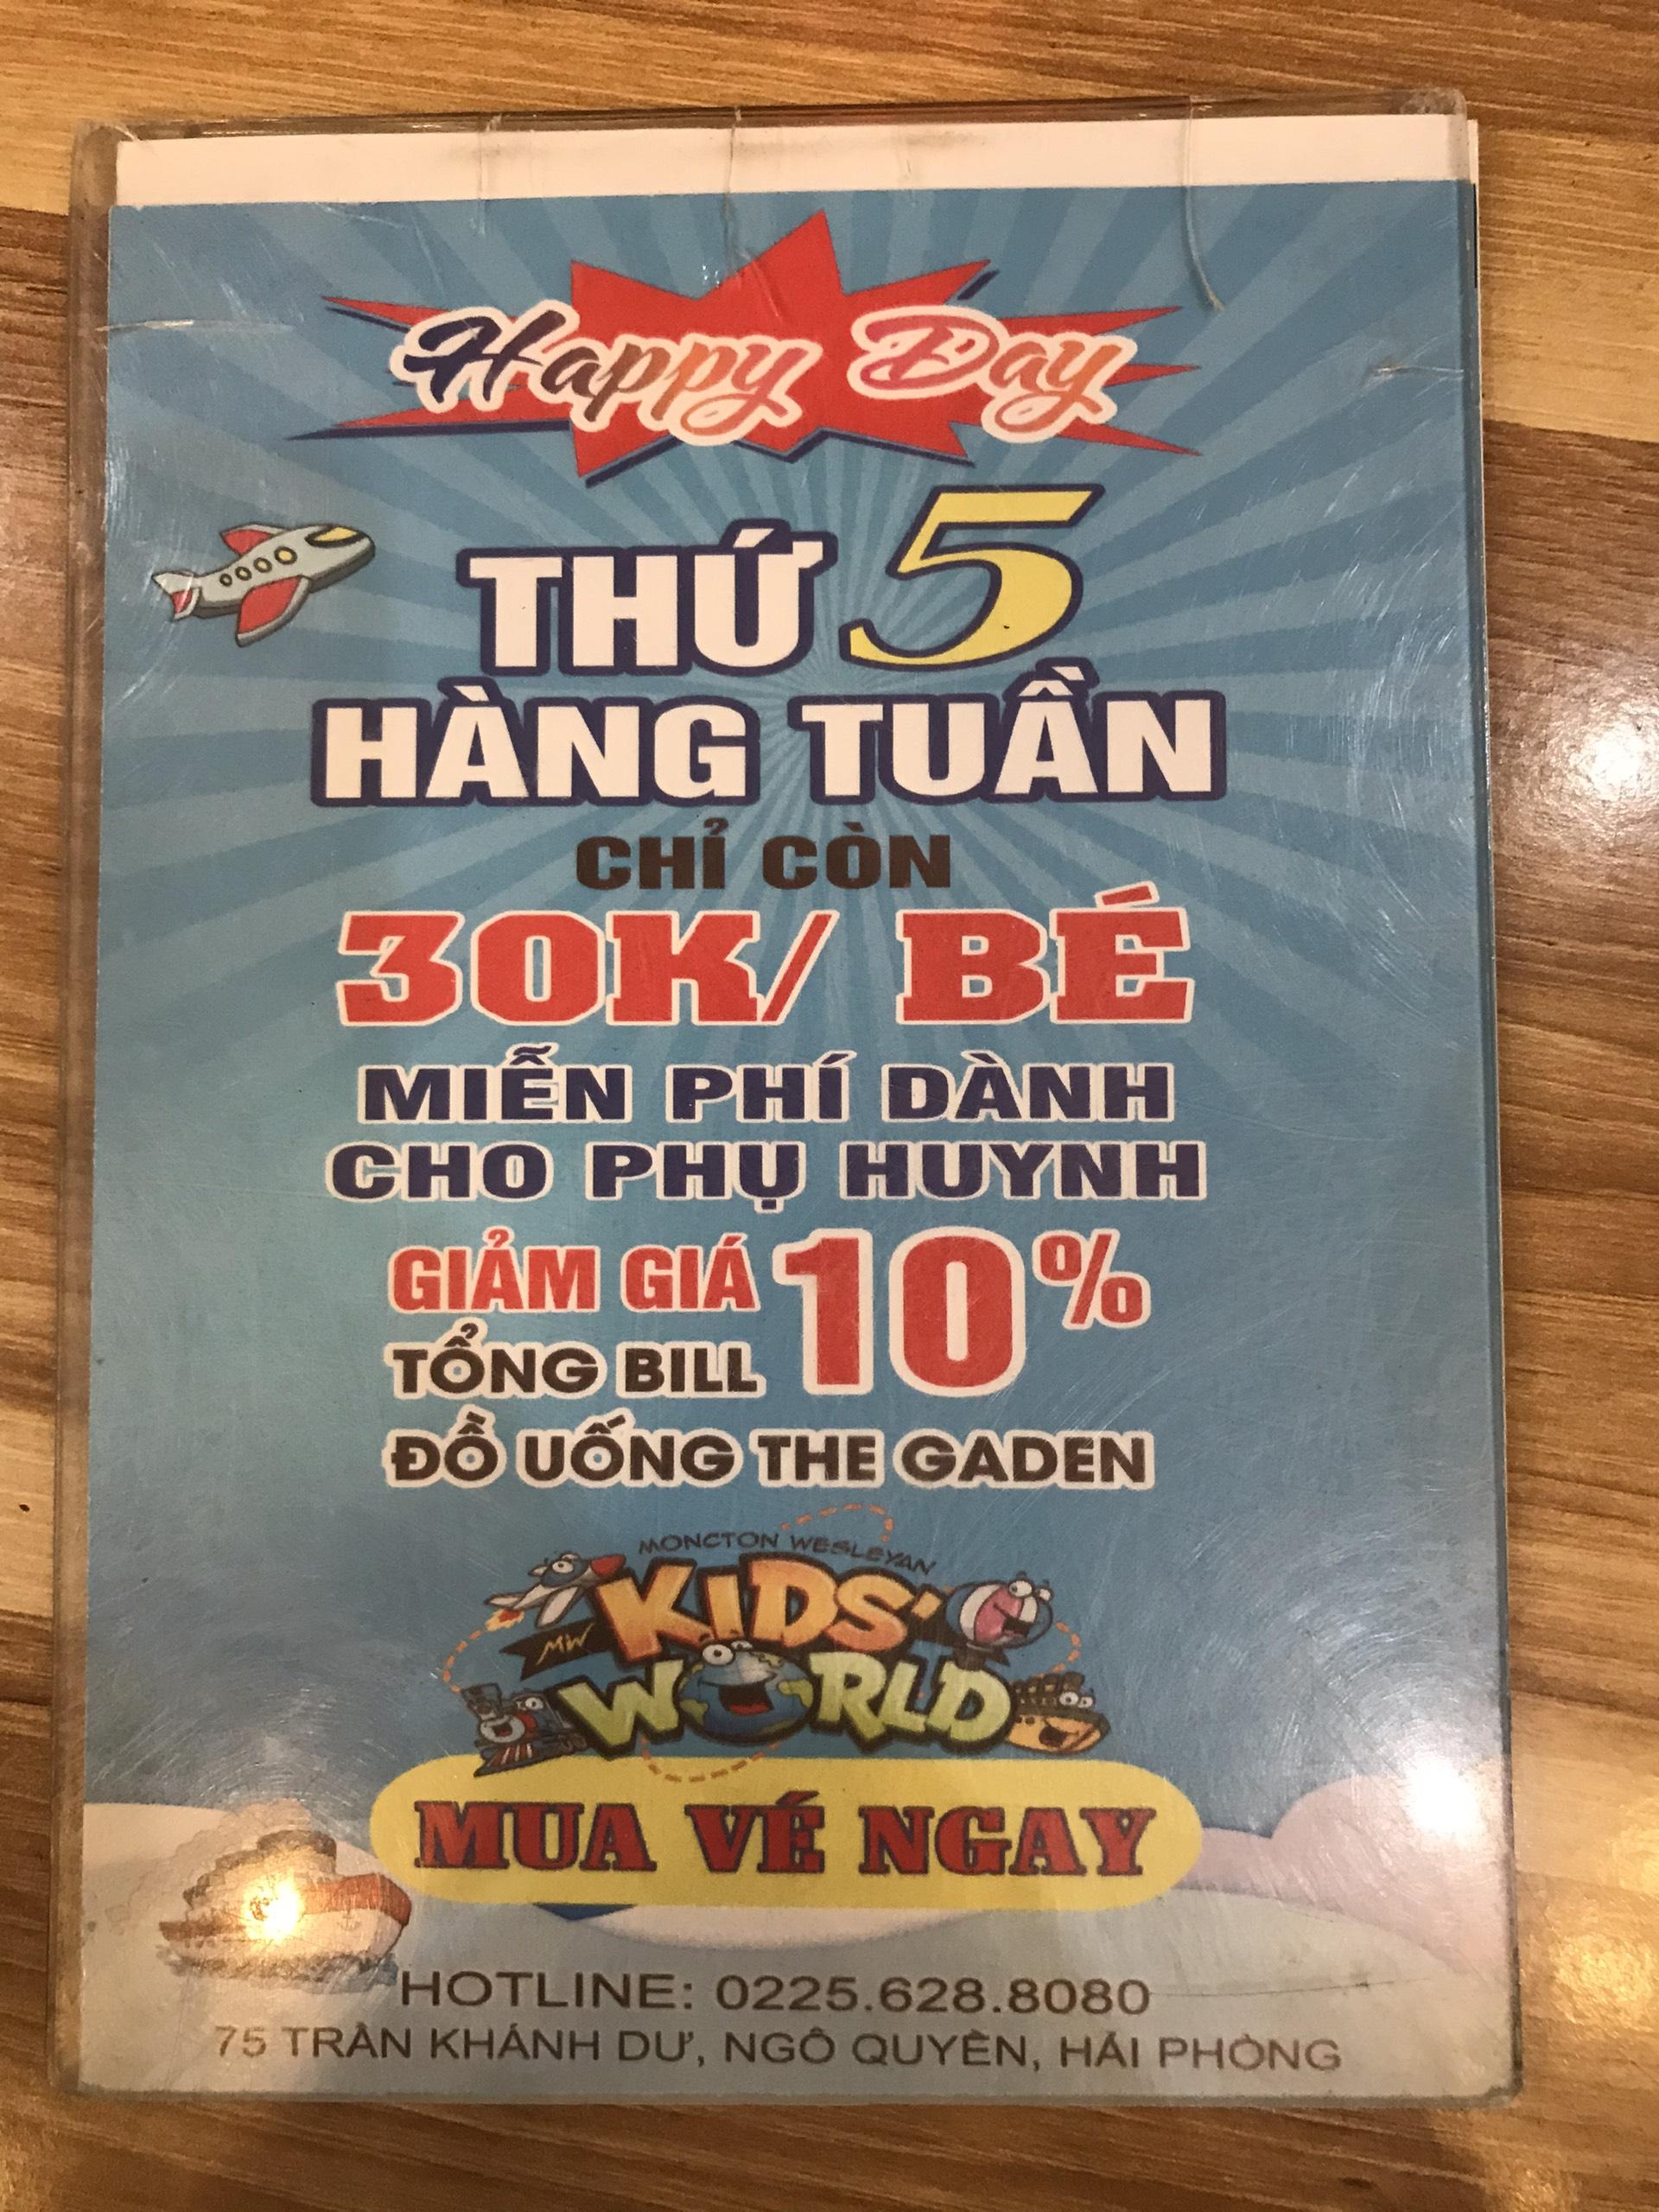 Happy Day
THỨ 5
HÀNG TUẦN
CHỈ CÒN
30K/ BÉ
MIỄN PHÍ DÀNH
CHO PHỤ HUYNH
GIẢM GIÁ 10%
TỔNG BILL
ĐỒ UỐNG THE GADEN
MONCTON WESLEYAN
MW
KIDS'
WORLD
MUA VÉ NGAY
HOTLINE: 0225.628.8080
75 TRẦN KHÁNH DƯ, NGÔ QUYỀN, HẢI PHÒNG